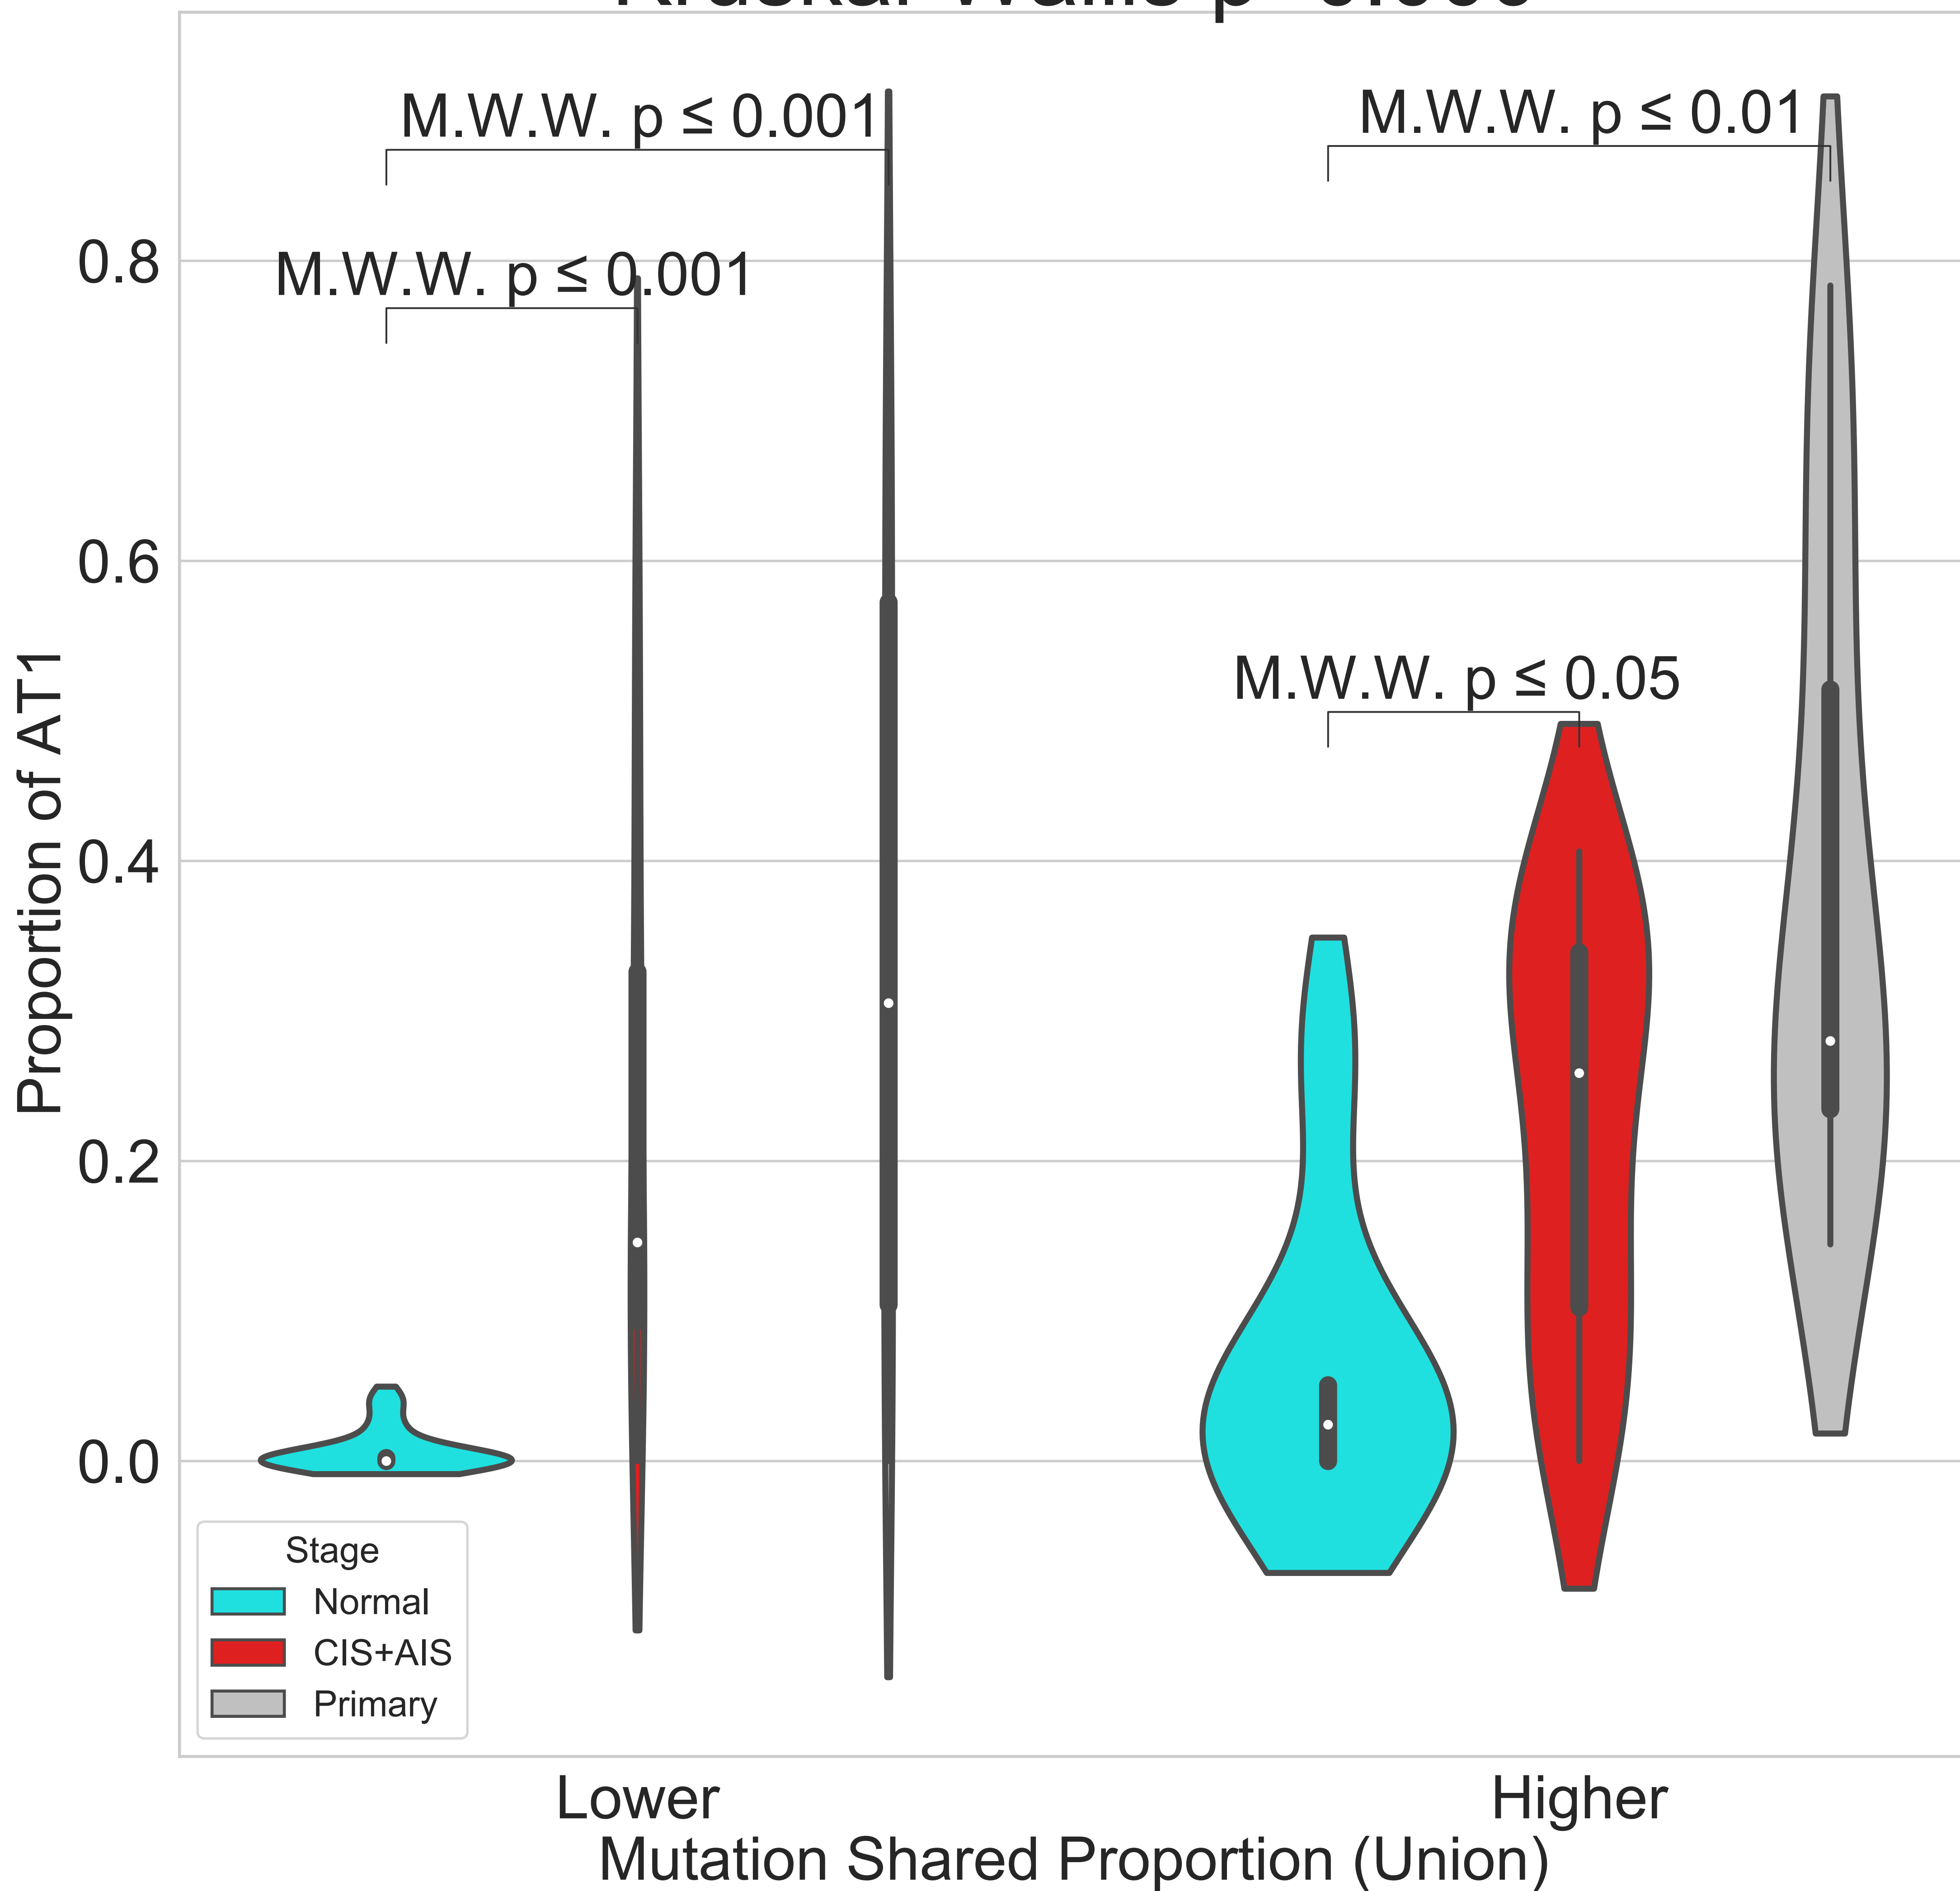 M.W.W. p ≤ 0.001
M.W.W. p ≤ 0.01
M.W.W. p ≤ 0.001
M.W.W. p ≤ 0.05
0.8
0.6
0.4
0.2
0.0
Proportion of AT1
Stage
Normal
CIS+AIS
Primary
Lower
Higher
Mutation Shared Proportion (Union)